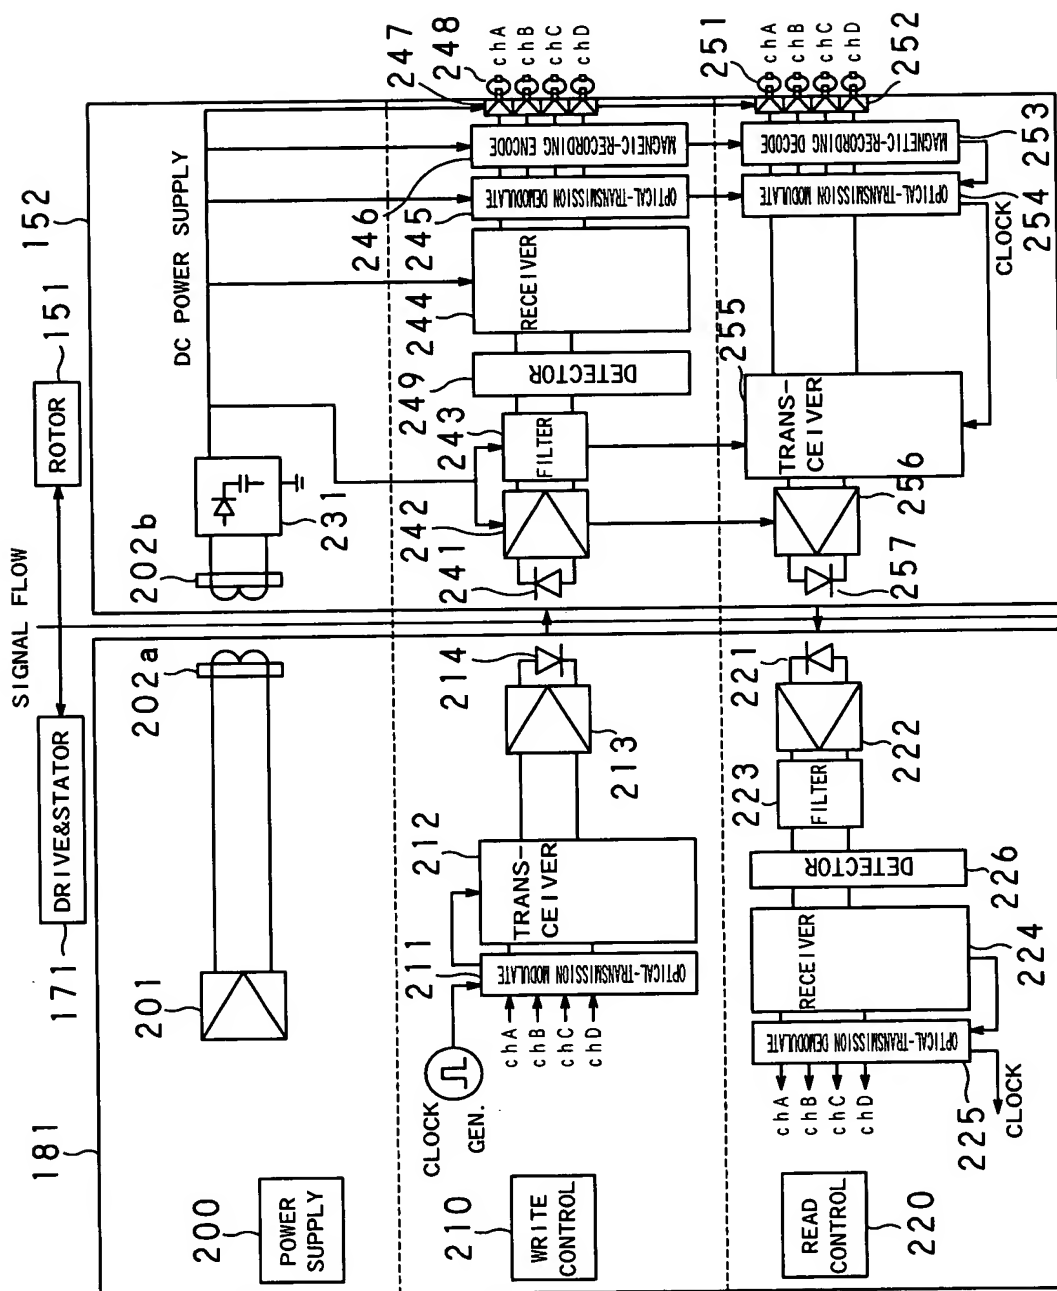 SIGNAL FLOW
171
DRIVE&STATOR
ROTOR
151
181
152
200
POWER
SUPPLY
201
202a
202b
231
DC POWER SUPPLY
210
WRITE
CONTROL
CLOCK
GEN.
chA
chB
chC
chD
211
OPTICAL-TRANSMISSION MODULATE
212
TRANS-
CEIVER
213
214
241
242
243
FILTER
249
DETECTOR
244
RECEIVER
245
OPTICAL-TRANSMISSION DEMODULATE
246
MAGNETIC-RECORDING ENCODE
247
248
chA
chB
chC
chD
220
READ
CONTROL
225
CLOCK
chA
chB
chC
chD
OPTICAL-TRANSMISSION DEMODULATE
224
RECEIVER
226
DETECTOR
223
FILTER
222
221
257
256
255
TRANS-
CEIVER
CLOCK
254
OPTICAL-TRANSMISSION MODULATE
253
MAGNETIC-RECORDING DECODE
252
251
chA
chB
chC
chD